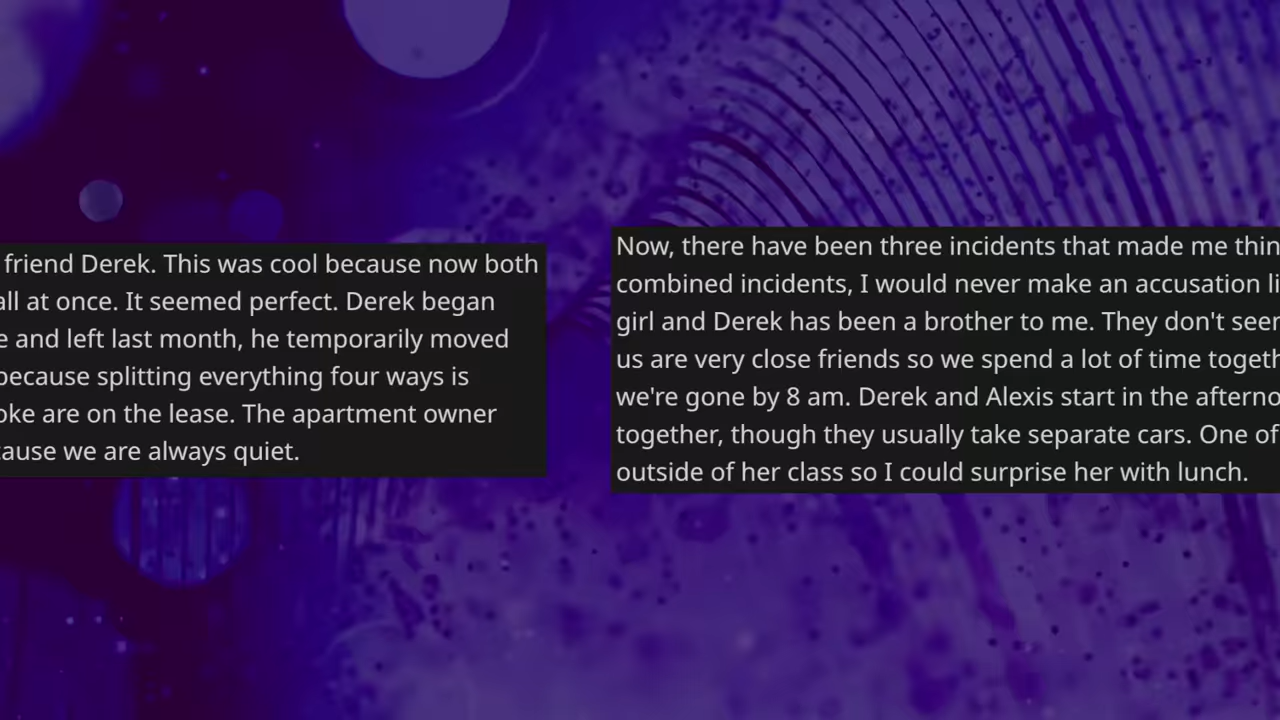 friend Derek. This was cool because now both
all at once. It seemed perfect. Derek began
and left last month, he temporarily moved
because splitting everything four ways is
are on the lease. The apartment owner
we are always quiet.
Now, there have been three incidents that made me
combined incidents, I would never make an accusation
girl and Derek has been a brother to me. They don't
us are very close friends so we spend a lot of time
we're gone by 8 am. Derek and Alexis start in the
together, though they usually take separate cars. One of
outside of her class so I could surprise her with lunch.